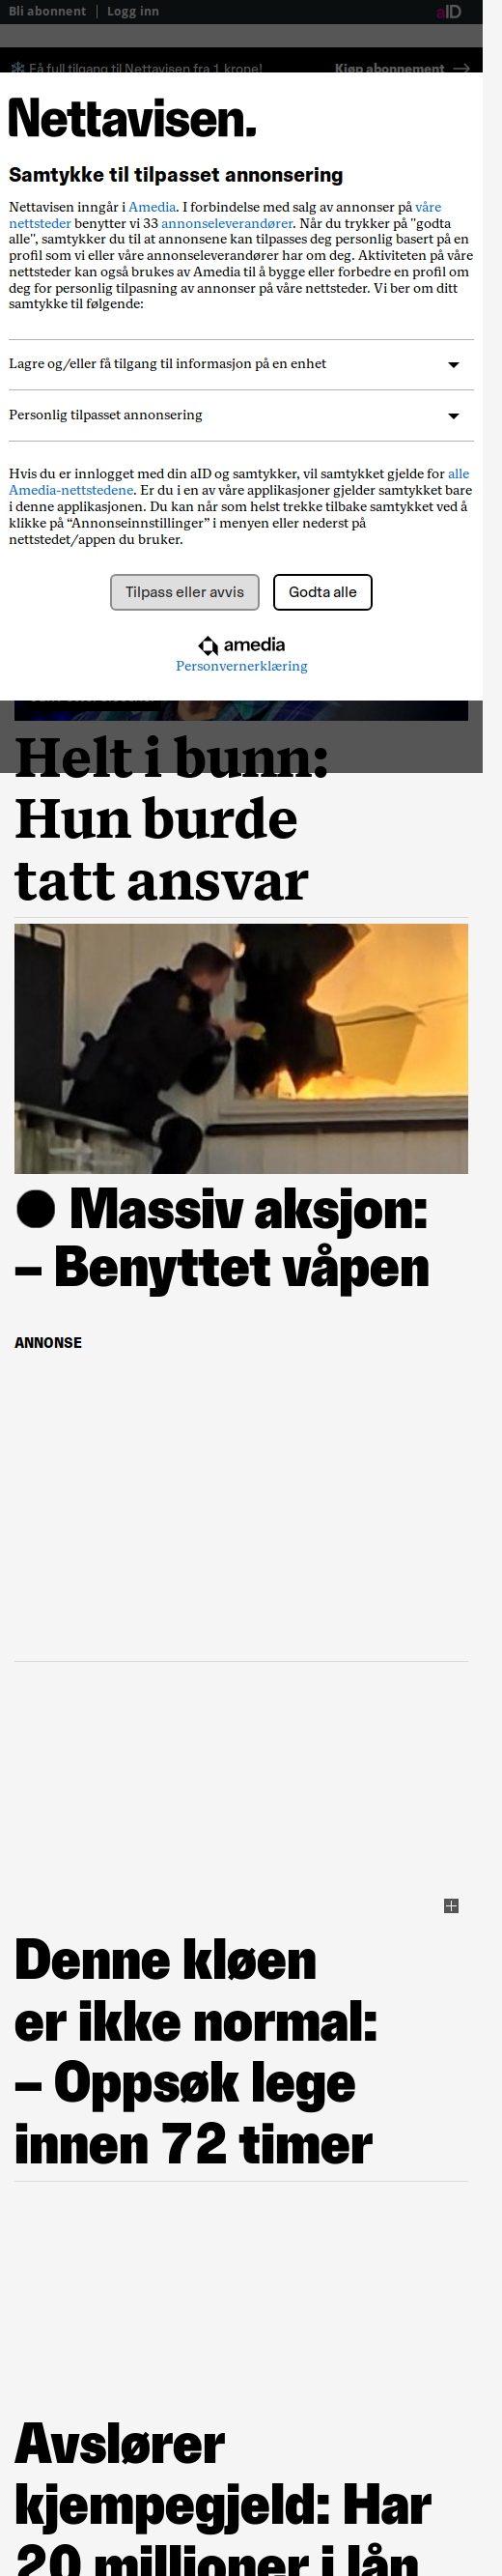 Bli abonnent | Logg inn aID
Få full tilgang til Nettavisen fra 1 krone! Kjøp abonnement
Nettavisen.
Samtykke til tilpasset annonsering
Nettavisen inngår i Amedia. I forbindelse med salg av annonser på våre
nettsteder benytter vi 33 annonseleverandører. Når du trykker på "godta
alle", samtykker du til at annonsene kan tilpasses deg personlig basert på en
profil som vi eller våre annonseleverandører har om deg. Aktiviteten på våre
nettsteder kan også brukes av Amedia til å bygge eller forbedre en profil om
deg for personlig tilpasning av annonser på våre nettsteder. Vi ber om ditt
samtykke til følgende:
Lagre og/eller få tilgang til informasjon på en enhet
Personlig tilpasset annonsering
Hvis du er innlogget med din aID og samtykker, vil samtykket gjelde for alle
Amedia-nettstedene. Er du i en av våre applikasjoner gjelder samtykket bare
i denne applikasjonen. Du kan når som helst trekke tilbake samtykket ved å
klikke på “Annonseinnstillinger” i menyen eller nederst på
nettstedet/appen du bruker.
Tilpass eller avvis Godta alle
amedia
Personvernerklæring
Helt i bunn:
Hun burde
tatt ansvar
Massiv aksjon:
– Benyttet våpen
ANNONSE
Denne kløen
er ikke normal:
– Oppsøk lege
innen 72 timer
Avslører
kjempegjeld: Har
20 millioner i lån